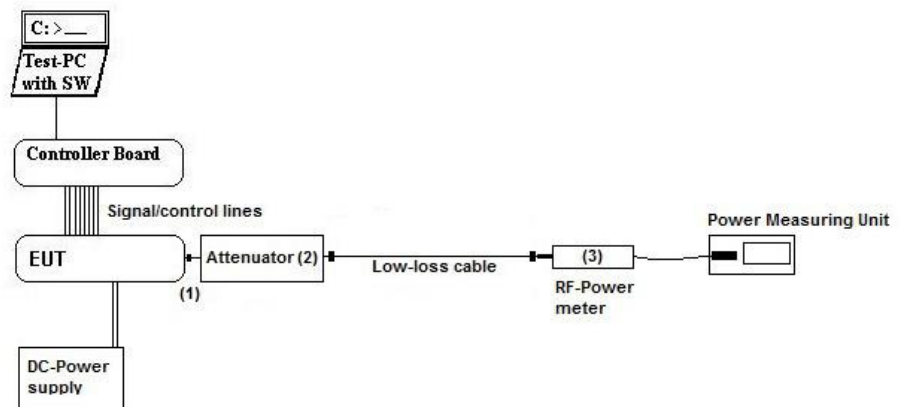 C: >__
Test-PC
with SW
Controller Board
Signal/control lines
Power Measuring Unit
EUT
Attenuator (2)
(3)
Low-loss cable
(1)
RF-Power
meter
DC-Power
supply